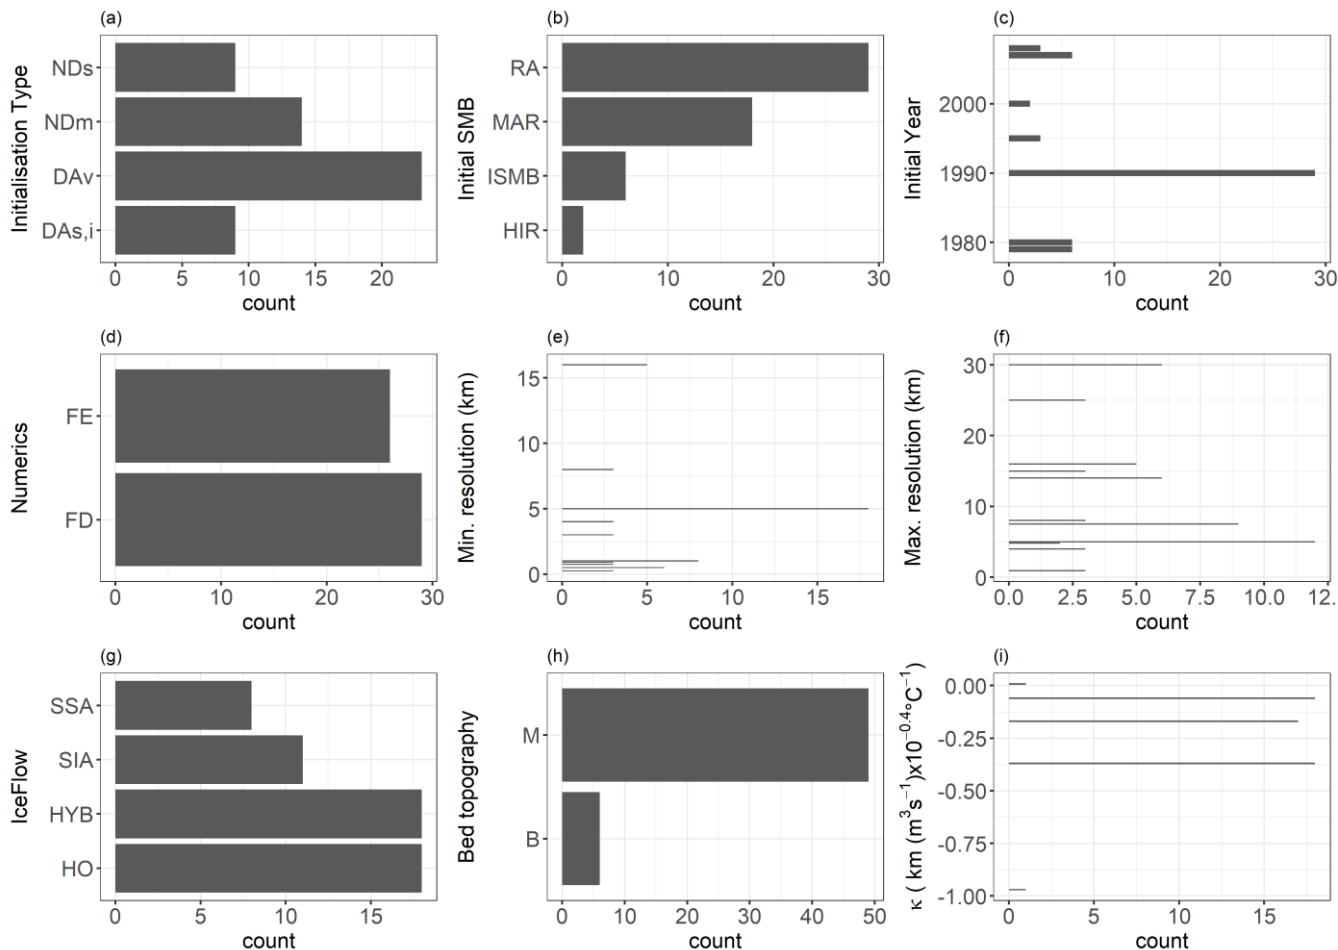 (a)
Initialisation Type
NDs
NDm
DAv
DAs,i
0 5 10 15 20
count
(b)
Initial SMB
RA
MAR
ISMB
HIR
0 10 20 30
count
(c)
Initial Year
2000
1990
1980
0 10 20 30
count
(d)
Numerics
FE
FD
0 10 20 30
count
(e)
Min. resolution (km)
15
10
5
0
0 5 10 15
count
(f)
Max. resolution (km)
30
20
10
0
0.0 2.5 5.0 7.5 10.0 12.
count
(g)
IceFlow
SSA
SIA
HYB
HO
0 5 10 15
count
(h)
Bed topography
M
B
0 10 20 30 40 50
count
(i)
κ ( km (m³s⁻¹)x10⁻⁰·⁴°C⁻¹)
0.00
-0.25
-0.50
-0.75
-1.00
0 5 10 15
count